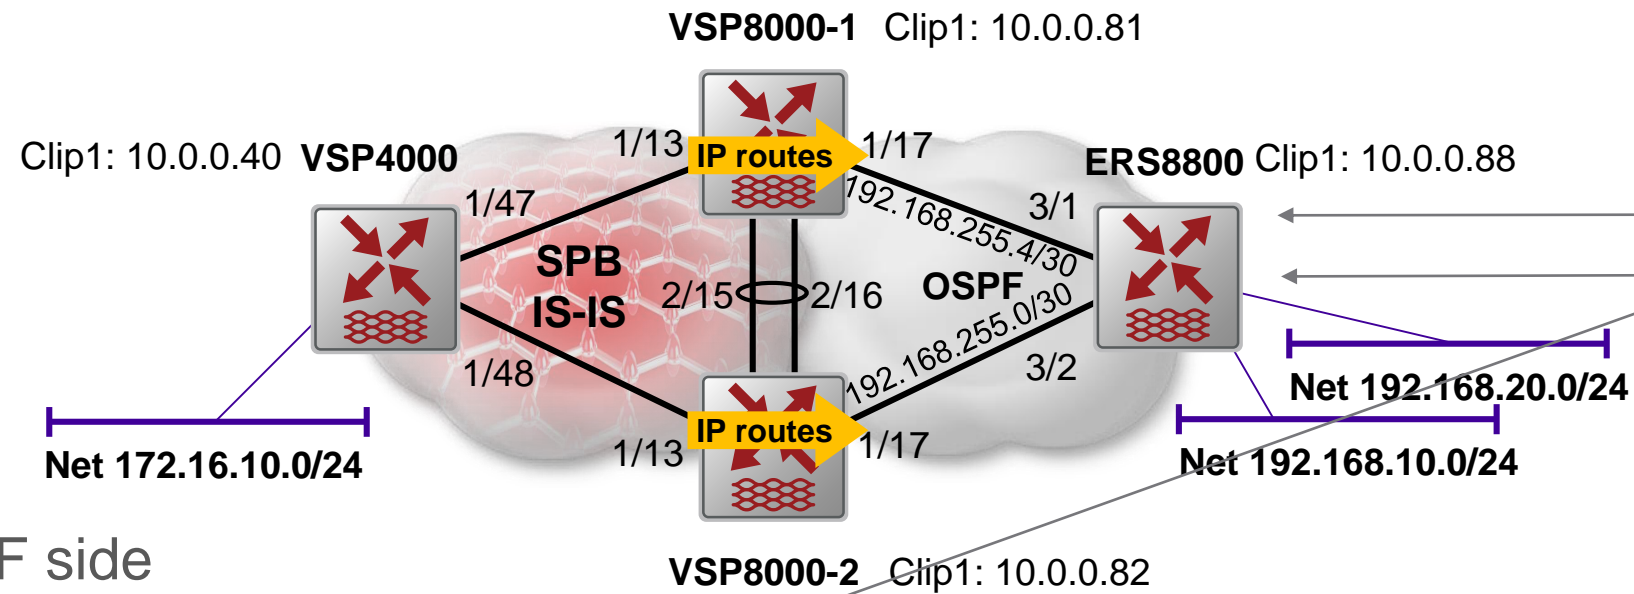 VSP8000-1 Clip1: 10.0.0.81
Clip1: 10.0.0.40 VSP4000
1/13
IP routes
1/17
ERS8800 Clip1: 10.0.0.88
1/47
192.168.255.4/30
3/1
SPB
IS-IS
2/15
2/16
OSPF
192.168.255.0/30
1/48
3/2
Net 192.168.20.0/24
Net 172.16.10.0/24
1/13
IP routes
1/17
Net 192.168.10.0/24
F side
VSP8000-2 Clip1: 10.0.0.82